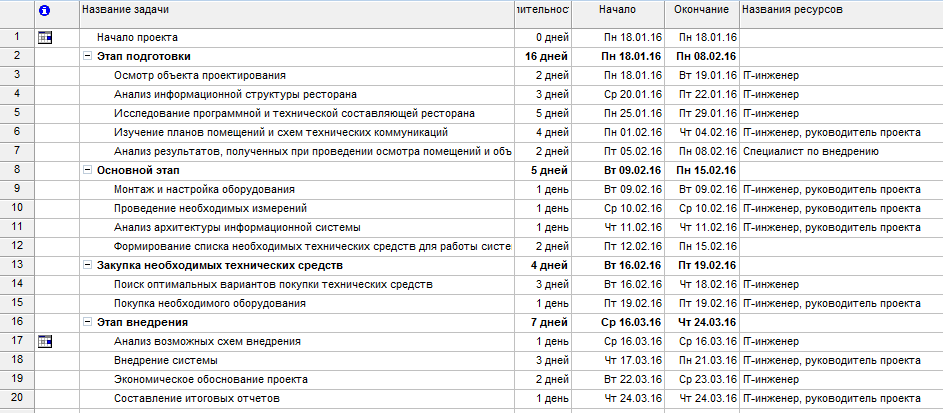 Название задачи ительност Начало Окончание Названия ресурсов
1 Начало проекта 0 дней Пн 18.01.16 Пн 18.01.16
2 Этап подготовки 16 дней Пн 18.01.16 Пн 08.02.16
3 Осмотр объекта проектирования 2 дней Пн 18.01.16 Вт 19.01.16 IT-инженер
4 Анализ информационной структуры ресторана 3 дней Ср 20.01.16 Пт 22.01.16 IT-инженер
5 Исследование программной и технической составляющей ресторана 5 дней Пн 25.01.16 Пт 29.01.16 IT-инженер
6 Изучение планов помещений и схем технических коммуникаций 4 дней Пн 01.02.16 Чт 04.02.16 IT-инженер, руководитель проекта
7 Анализ результатов, полученных при проведении осмотра помещений и объ 2 дней Пт 05.02.16 Пн 08.02.16 Специалист по внедрению
8 Основной этап 5 дней Вт 09.02.16 Пн 15.02.16
9 Монтаж и настройка оборудования 1 день Вт 09.02.16 Вт 09.02.16 IT-инженер, руководитель проекта
10 Проведение необходимых измерений 1 день Ср 10.02.16 Ср 10.02.16 IT-инженер, руководитель проекта
11 Анализ архитектуры информационной системы 1 день Чт 11.02.16 Чт 11.02.16 IT-инженер, руководитель проекта
12 Формирование списка необходимых технических средств для работы систе 2 дней Пт 12.02.16 Пн 15.02.16
13 Закупка необходимых технических средств 4 дней Вт 16.02.16 Пт 19.02.16
14 Поиск оптимальных вариантов покупки технических средств 3 дней Вт 16.02.16 Чт 18.02.16 IT-инженер
15 Покупка необходимого оборудования 1 день Пт 19.02.16 Пт 19.02.16 IT-инженер, руководитель проекта
16 Этап внедрения 7 дней Ср 16.03.16 Чт 24.03.16
17 Анализ возможных схем внедрения 1 день Ср 16.03.16 Ср 16.03.16 IT-инженер
18 Внедрение системы 3 дней Чт 17.03.16 Пн 21.03.16 IT-инженер, руководитель проекта
19 Экономическое обоснование проекта 2 дней Вт 22.03.16 Ср 23.03.16 IT-инженер
20 Составление итоговых отчетов 1 день Чт 24.03.16 Чт 24.03.16 IT-инженер, руководитель проекта